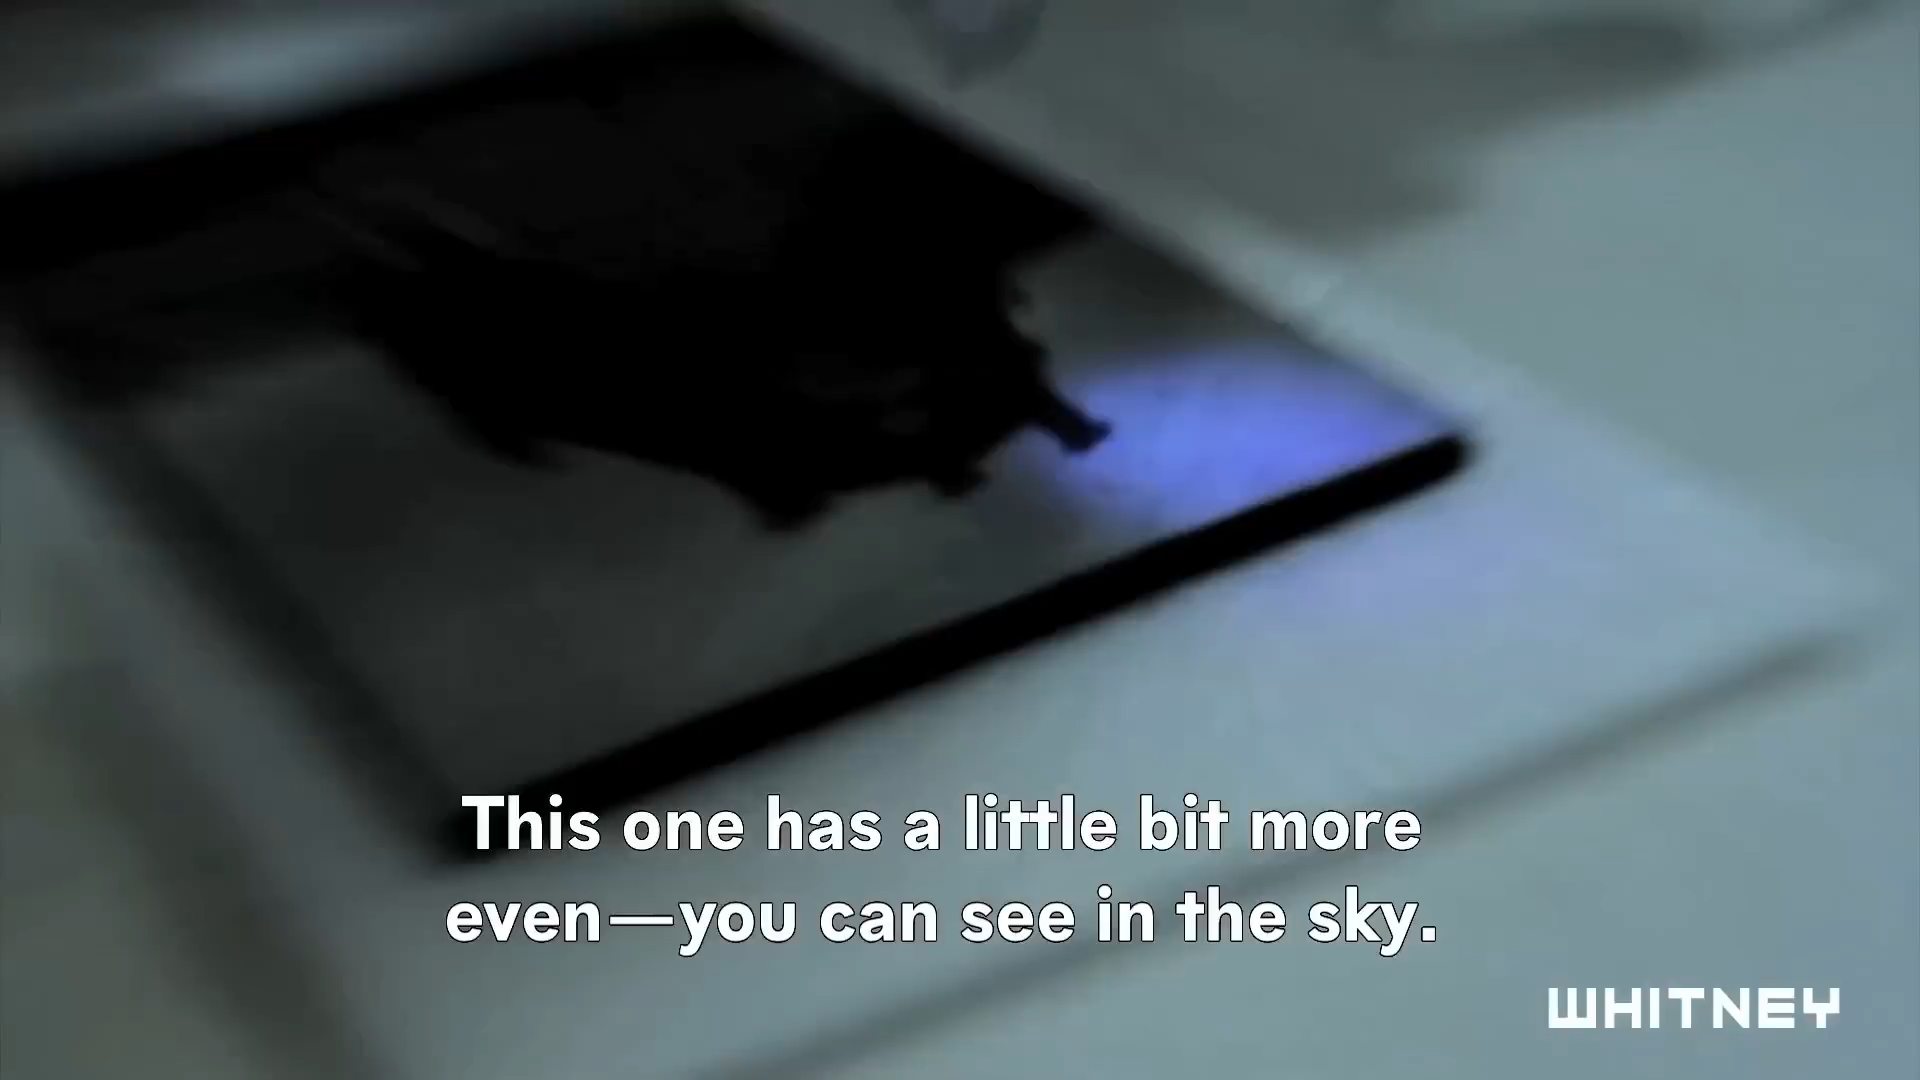 This one has a little bit more
even—you can see in the sky.
WHITNEY